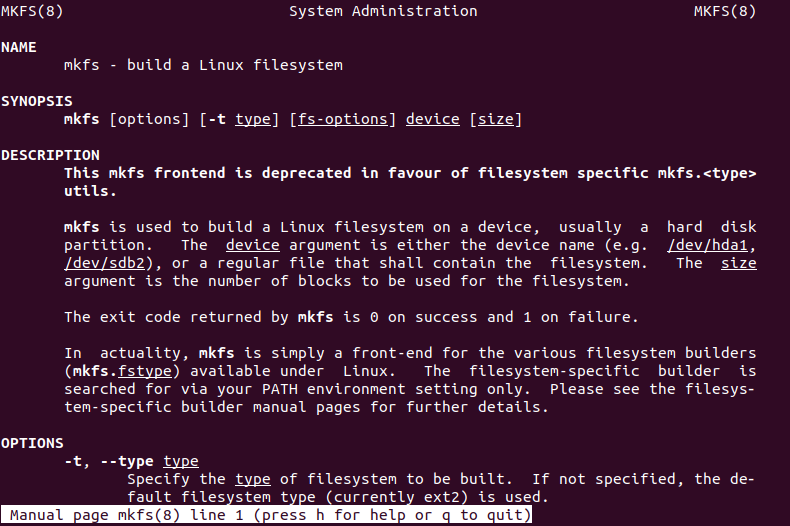 MKFS(8)                          System Administration                         MKFS(8)
NAME
mkfs - build a Linux filesystem
SYNOPSIS
mkfs [options] [-t type] [fs-options] device [size]
DESCRIPTION
This mkfs frontend is deprecated in favour of filesystem specific mkfs.<type>
utils.
mkfs is used to build a Linux filesystem on a device, usually a hard disk
partition. The device argument is either the device name (e.g. /dev/hda1,
/dev/sdb2), or a regular file that shall contain the filesystem. The size
argument is the number of blocks to be used for the filesystem.
The exit code returned by mkfs is 0 on success and 1 on failure.
In actuality, mkfs is simply a front-end for the various filesystem builders
(mkfs.fstype) available under Linux. The filesystem-specific builder is
searched for via your PATH environment setting only. Please see the filesys-
tem-specific builder manual pages for further details.
OPTIONS
-t, --type type
Specify the type of filesystem to be built. If not specified, the de-
fault filesystem type (currently ext2) is used.
Manual page mkfs(8) line 1 (press h for help or q to quit)